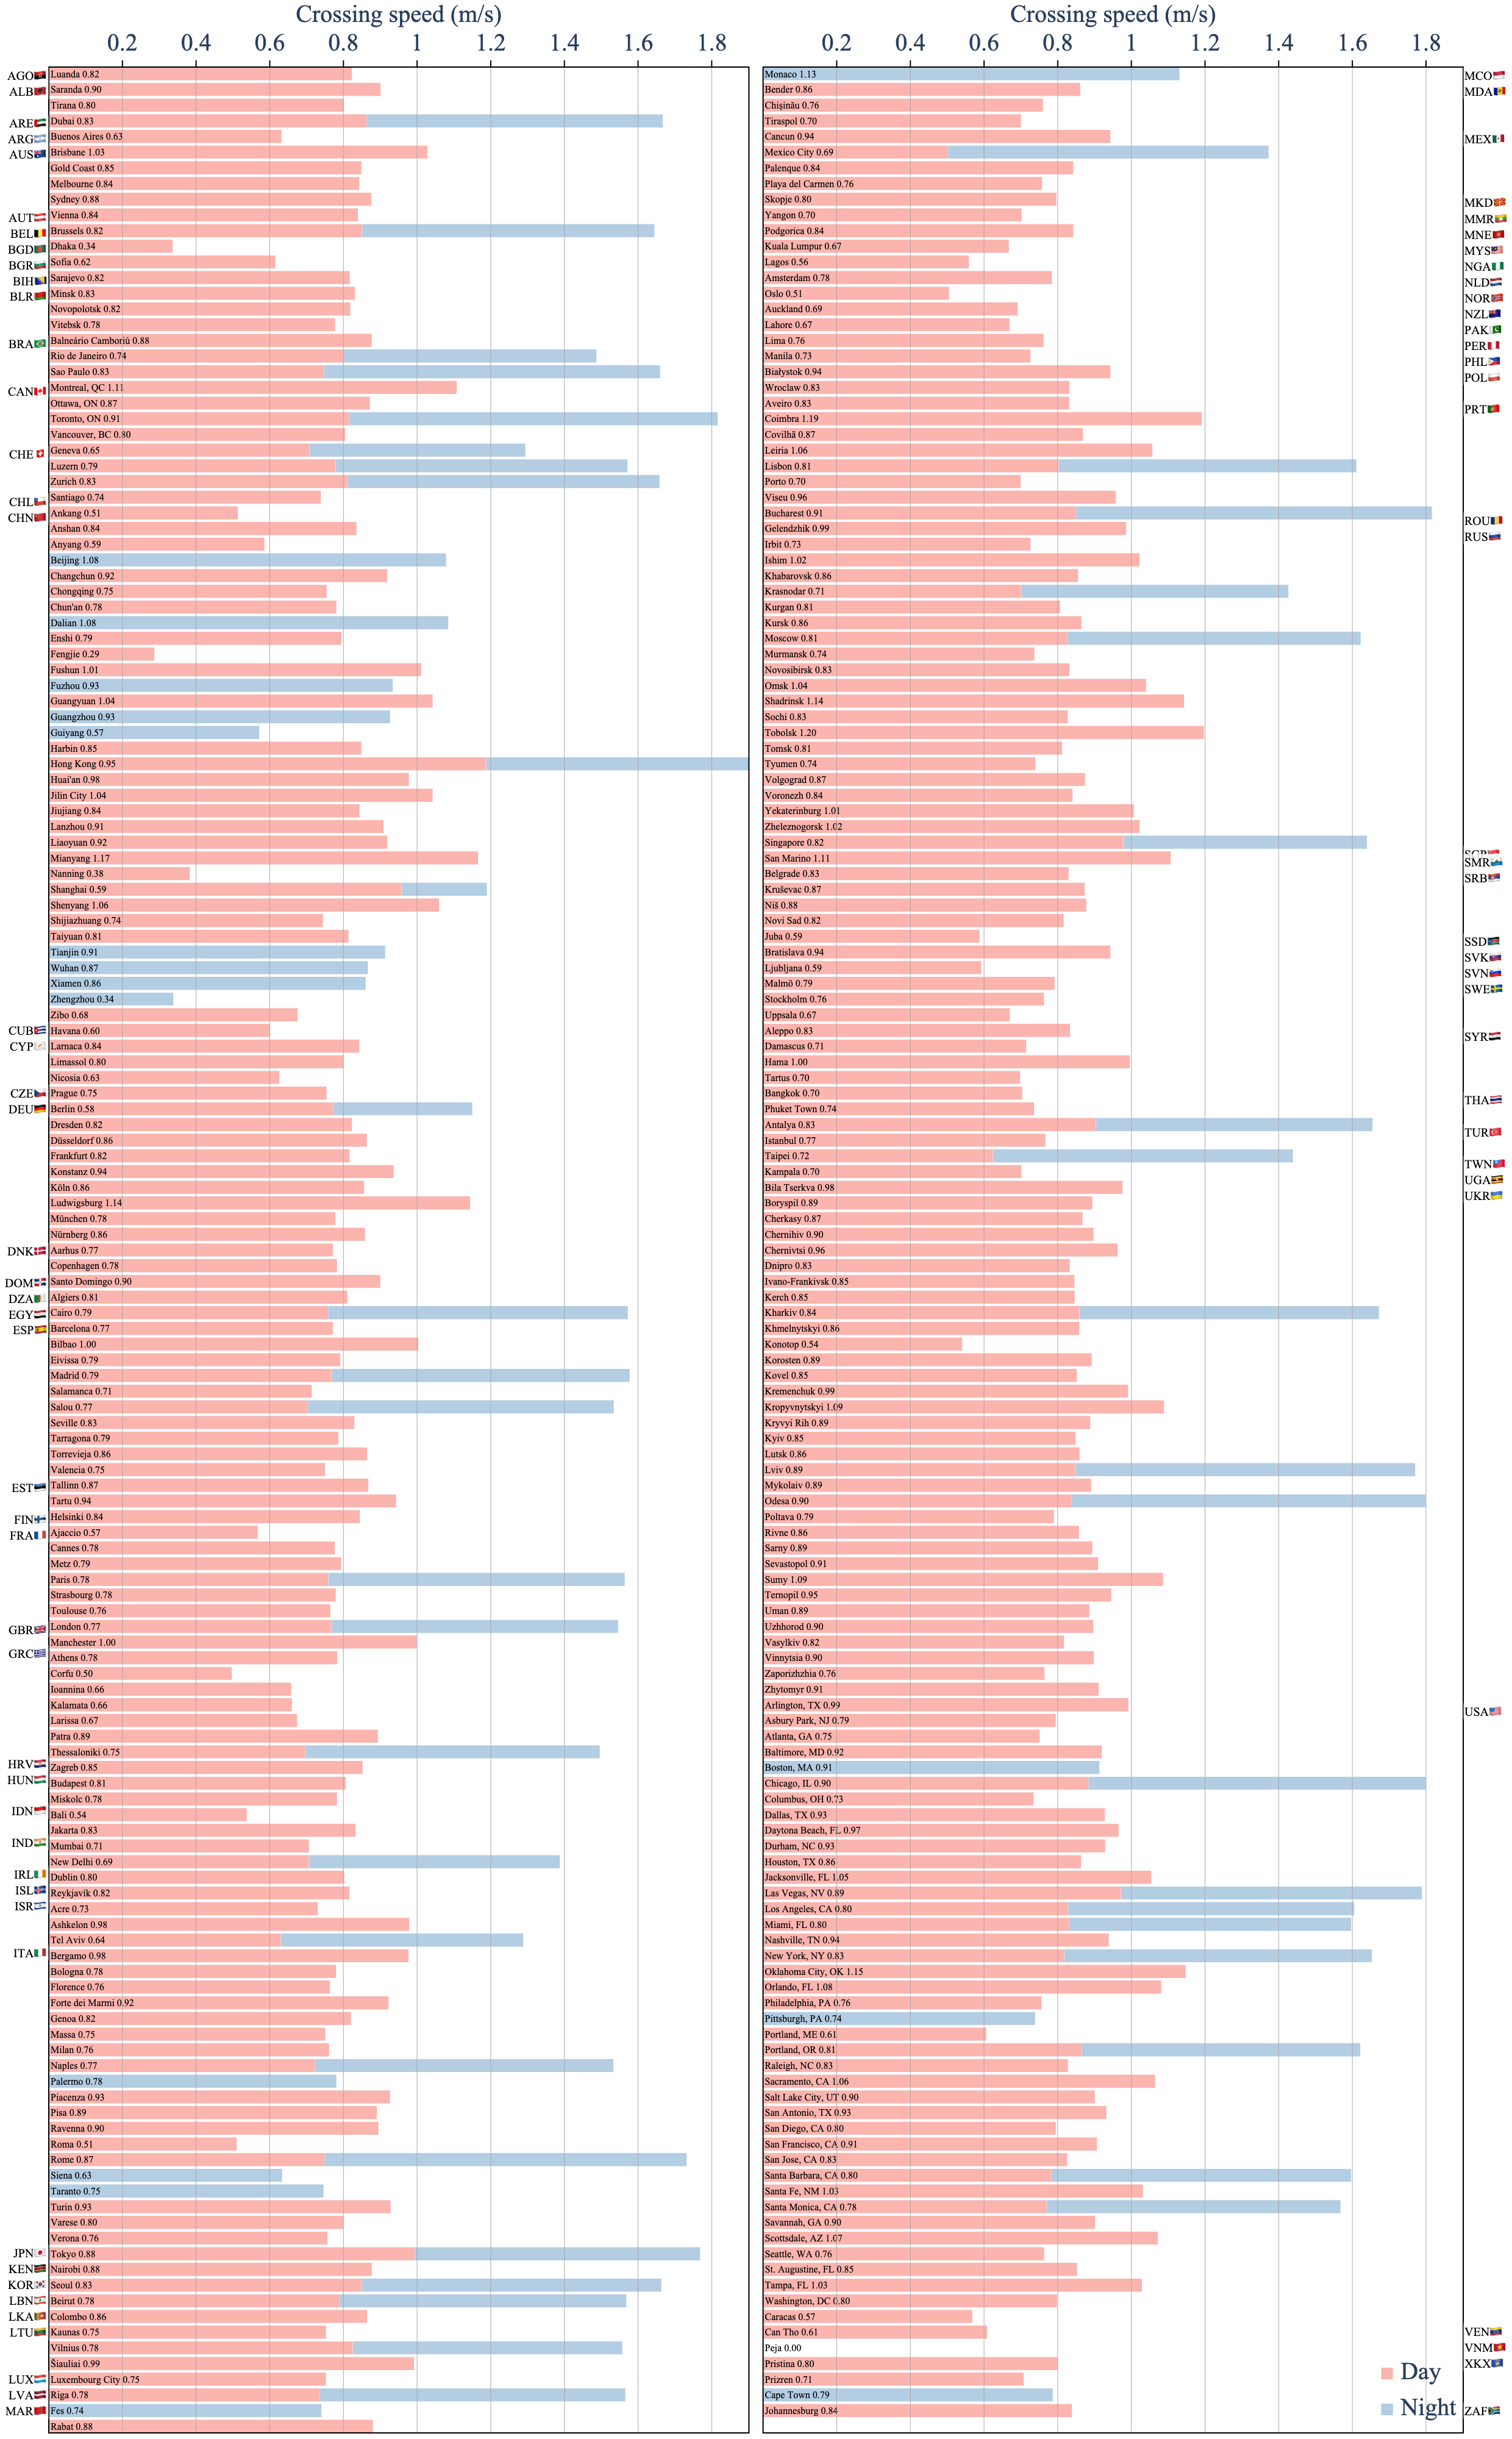 Crossing speed (m/s)
0.2 0.4 0.6 0.8 1 1.2 1.4 1.6 1.8
AGO Luanda 0.82
ALB Saranda 0.90
Tirana 0.80
ARE Dubai 0.83
ARG Buenos Aires 0.63
AUS Brisbane 1.03
Gold Coast 0.85
Melbourne 0.84
Sydney 0.88
AUT Vienna 0.84
BEL Brussels 0.82
BGD Dhaka 0.34
BGR Sofia 0.62
BIH Sarajevo 0.82
BLR Minsk 0.83
Novopolotsk 0.82
Vitebsk 0.78
BRA Balneário Camboriú 0.88
Rio de Janeiro 0.74
Sao Paulo 0.83
CAN Montreal, QC 1.11
Ottawa, ON 0.87
Toronto, ON 0.91
Vancouver, BC 0.80
CHE Geneva 0.65
Luzern 0.79
Zurich 0.83
CHL Santiago 0.74
CHN Ankang 0.51
Anshan 0.84
Anyang 0.59
Beijing 1.08
Changchun 0.92
Chongqing 0.75
Chun'an 0.78
Dalian 1.08
Enshi 0.79
Fengjie 0.29
Fushun 1.01
Fuzhou 0.93
Guangyuan 1.04
Guangzhou 0.93
Guiyang 0.57
Harbin 0.85
Hong Kong 0.95
Huai'an 0.98
Jilin City 1.04
Jiujiang 0.84
Lanzhou 0.91
Liaoyuan 0.92
Mianyang 1.17
Nanning 0.38
Shanghai 0.59
Shenyang 1.06
Shijiazhuang 0.74
Taiyuan 0.81
Tianjin 0.91
Wuhan 0.87
Xiamen 0.86
Zhengzhou 0.34
Zibo 0.68
CUB Havana 0.60
CYP Larnaca 0.84
Limassol 0.80
Nicosia 0.63
CZE Prague 0.75
DEU Berlin 0.58
Dresden 0.82
Düsseldorf 0.86
Frankfurt 0.82
Konstanz 0.94
Köln 0.86
Ludwigsburg 1.14
München 0.78
Nürnberg 0.86
DNK Aarhus 0.77
Copenhagen 0.78
DOM Santo Domingo 0.90
DZA Algiers 0.81
EGY Cairo 0.79
ESP Barcelona 0.77
Bilbao 1.00
Eivissa 0.79
Madrid 0.79
Salamanca 0.71
Salou 0.77
Seville 0.83
Tarragona 0.79
Torrevieja 0.86
Valencia 0.75
EST Tallinn 0.87
Tartu 0.94
FIN Helsinki 0.84
FRA Ajaccio 0.57
Cannes 0.78
Metz 0.79
Paris 0.78
Strasbourg 0.78
Toulouse 0.76
GBR London 0.77
Manchester 1.00
GRC Athens 0.78
Corfu 0.50
Ioannina 0.66
Kalamata 0.66
Larissa 0.67
Patra 0.89
Thessaloniki 0.75
HRV Zagreb 0.85
HUN Budapest 0.81
Miskolc 0.78
IDN Bali 0.54
Jakarta 0.83
IND Mumbai 0.71
New Delhi 0.69
IRL Dublin 0.80
ISL Reykjavik 0.82
ISR Acre 0.73
Ashkelon 0.98
Tel Aviv 0.64
ITA Bergamo 0.98
Bologna 0.78
Florence 0.76
Forte dei Marmi 0.92
Genoa 0.82
Massa 0.75
Milan 0.76
Naples 0.77
Palermo 0.78
Piacenza 0.93
Pisa 0.89
Ravenna 0.90
Roma 0.51
Rome 0.87
Siena 0.63
Taranto 0.75
Turin 0.93
Varese 0.80
Verona 0.76
JPN Tokyo 0.88
KEN Nairobi 0.88
KOR Seoul 0.83
LBN Beirut 0.78
LKA Colombo 0.86
LTU Kaunas 0.75
Vilnius 0.78
Šiauliai 0.99
LUX Luxembourg City 0.75
LVA Riga 0.78
MAR Fes 0.74
Rabat 0.88
Crossing speed (m/s)
0.2 0.4 0.6 0.8 1 1.2 1.4 1.6 1.8
Monaco 1.13 MCO
Bender 0.86 MDA
Chișinău 0.76
Tiraspol 0.70
Cancun 0.94 MEX
Mexico City 0.69
Palenque 0.84
Playa del Carmen 0.76
Skopje 0.80 MKD
Yangon 0.70 MMR
Podgorica 0.84 MNE
Kuala Lumpur 0.67 MYS
Lagos 0.56 NGA
Amsterdam 0.78 NLD
Oslo 0.51 NOR
Auckland 0.69 NZL
Lahore 0.67 PAK
Lima 0.76 PER
Manila 0.73 PHL
Białystok 0.94 POL
Wroclaw 0.83
Aveiro 0.83 PRT
Coimbra 1.19
Covilhã 0.87
Leiria 1.06
Lisbon 0.81
Porto 0.70
Viseu 0.96
Bucharest 0.91 ROU
Gelendzhik 0.99 RUS
Irbit 0.73
Ishim 1.02
Khabarovsk 0.86
Krasnodar 0.71
Kurgan 0.81
Kursk 0.86
Moscow 0.81
Murmansk 0.74
Novosibirsk 0.83
Omsk 1.04
Shadrinsk 1.14
Sochi 0.83
Tobolsk 1.20
Tomsk 0.81
Tyumen 0.74
Volgograd 0.87
Voronezh 0.84
Yekaterinburg 1.01
Zheleznogorsk 1.02
Singapore 0.82 SGP
San Marino 1.11 SMR
Belgrade 0.83 SRB
Kruševac 0.87
Niš 0.88
Novi Sad 0.82
Juba 0.59 SSD
Bratislava 0.94 SVK
Ljubljana 0.59 SVN
Malmö 0.79 SWE
Stockholm 0.76
Uppsala 0.67
Aleppo 0.83 SYR
Damascus 0.71
Hama 1.00
Tartus 0.70
Bangkok 0.70 THA
Phuket Town 0.74
Antalya 0.83 TUR
Istanbul 0.77
Taipei 0.72 TWN
Kampala 0.70 UGA
Bila Tserkva 0.98 UKR
Boryspil 0.89
Cherkasy 0.87
Chernihiv 0.90
Chernivtsi 0.96
Dnipro 0.83
Ivano-Frankivsk 0.85
Kerch 0.85
Kharkiv 0.84
Khmelnytskyi 0.86
Konotop 0.54
Korosten 0.89
Kovel 0.85
Kremenchuk 0.99
Kropyvnytskyi 1.09
Kryvyi Rih 0.89
Kyiv 0.85
Lutsk 0.86
Lviv 0.89
Mykolaiv 0.89
Odesa 0.90
Poltava 0.79
Rivne 0.86
Sarny 0.89
Sevastopol 0.91
Sumy 1.09
Ternopil 0.95
Uman 0.89
Uzhhorod 0.90
Vasylkiv 0.82
Vinnytsia 0.90
Zaporizhzhia 0.76
Zhytomyr 0.91
Arlington, TX 0.99 USA
Asbury Park, NJ 0.79
Atlanta, GA 0.75
Baltimore, MD 0.92
Boston, MA 0.91
Chicago, IL 0.90
Columbus, OH 0.73
Dallas, TX 0.93
Daytona Beach, FL 0.97
Durham, NC 0.93
Houston, TX 0.86
Jacksonville, FL 1.05
Las Vegas, NV 0.89
Los Angeles, CA 0.80
Miami, FL 0.80
Nashville, TN 0.94
New York, NY 0.83
Oklahoma City, OK 1.15
Orlando, FL 1.08
Philadelphia, PA 0.76
Pittsburgh, PA 0.74
Portland, ME 0.61
Portland, OR 0.81
Raleigh, NC 0.83
Sacramento, CA 1.06
Salt Lake City, UT 0.90
San Antonio, TX 0.93
San Diego, CA 0.80
San Francisco, CA 0.91
San Jose, CA 0.83
Santa Barbara, CA 0.80
Santa Fe, NM 1.03
Santa Monica, CA 0.78
Savannah, GA 0.90
Scottsdale, AZ 1.07
Seattle, WA 0.76
St. Augustine, FL 0.85
Tampa, FL 1.03
Washington, DC 0.80
Caracas 0.57
Can Tho 0.61 VEN
Peja 0.00 VNM
Pristina 0.80 XKX
Prizren 0.71
Cape Town 0.79
Johannesburg 0.84 ZAF
Day
Night